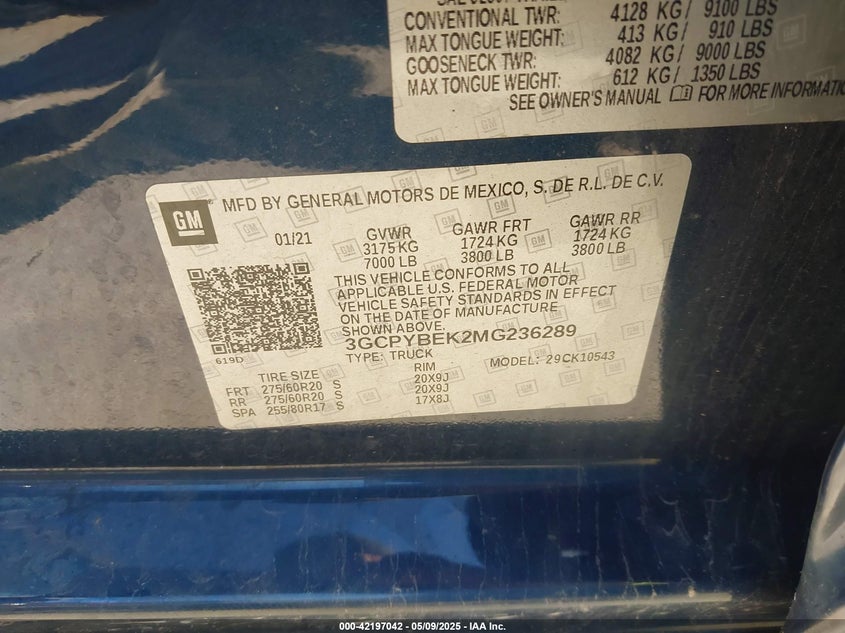 CONVENTIONAL TWR: 4128 KG/ 9100 LBS
MAX TONGUE WEIGHT: 413 KG/ 910 LBS
GOOSENECK TWR: 4082 KG/ 9000 LBS
MAX TONGUE WEIGHT: 612 KG/ 1350 LBS
SEE OWNER'S MANUAL FOR MORE INFORMATIO
GM MFD BY GENERAL MOTORS DE MEXICO, S. DE R.L. DE C.V.
01/21 GVWR GAWR FRT GAWR RR
3175 KG 1724 KG 1724 KG
7000 LB 3800 LB 3800 LB
THIS VEHICLE CONFORMS TO ALL
APPLICABLE U.S. FEDERAL MOTOR
VEHICLE SAFETY STANDARDS IN EFFECT
ON THE DATE OF MANUFACTURE
SHOWN ABOVE.
3GCPYBEK2MG236289
619D TYPE: TRUCK MODEL: 29CK10543
TIRE SIZE RIM
FRT 275/60R20 S 20X9J
RR 275/60R20 S 20X9J
SPA 255/80R17 S 17X8J
000-42197042 | 05/09/2025 - IAA Inc.